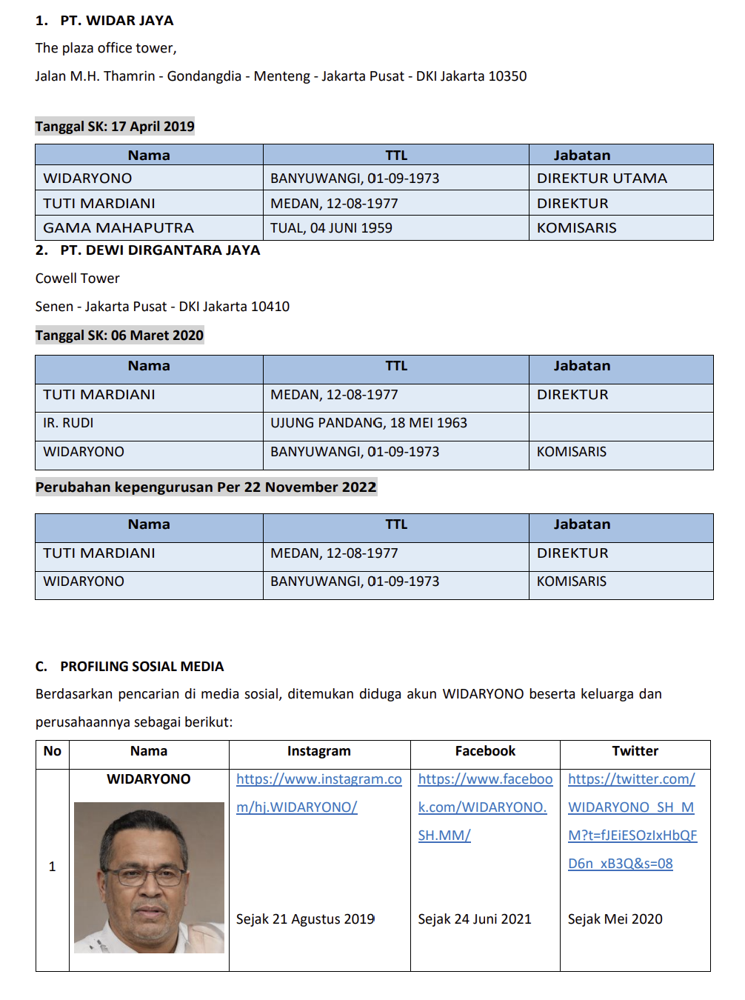 1. PT. WIDAR JAYA
The plaza office tower,
Jalan M.H. Thamrin - Gondangdia - Menteng - Jakarta Pusat - DKI Jakarta 10350
Tanggal SK: 17 April 2019
Nama TTL Jabatan
WIDARYONO BANYUWANGI, 01-09-1973 DIREKTUR UTAMA
TUTI MARDIANI MEDAN, 12-08-1977 DIREKTUR
GAMA MAHAPUTRA TUAL, 04 JUNI 1959 KOMISARIS
2. PT. DEWI DIRGANTARA JAYA
Cowell Tower
Senen - Jakarta Pusat - DKI Jakarta 10410
Tanggal SK: 06 Maret 2020
Nama TTL Jabatan
TUTI MARDIANI MEDAN, 12-08-1977 DIREKTUR
IR. RUDI UJUNG PANDANG, 18 MEI 1963
WIDARYONO BANYUWANGI, 01-09-1973 KOMISARIS
Perubahan kepengurusan Per 22 November 2022
Nama TTL Jabatan
TUTI MARDIANI MEDAN, 12-08-1977 DIREKTUR
WIDARYONO BANYUWANGI, 01-09-1973 KOMISARIS
C. PROFILING SOSIAL MEDIA
Berdasarkan pencarian di media sosial, ditemukan diduga akun WIDARYONO beserta keluarga dan
perusahaannya sebagai berikut:
No Nama Instagram Facebook Twitter
WIDARYONO https://www.instagram.co https://www.faceboo https://twitter.com/
m/hj.WIDARYONO/ k.com/WIDARYONO. WIDARYONO_SH_M
SH.MM/ M?t=fJEiESOzIxHbQF
1 D6n_xB3Q&s=08
Sejak 21 Agustus 2019 Sejak 24 Juni 2021 Sejak Mei 2020